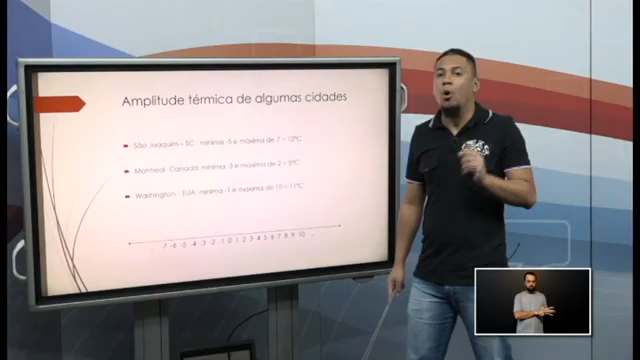 Amplitude térmica de algumas cidades
São Joaquim – SC : mínima -5 e máxima de 7 = 12ºC
Montreal- Canadá: mínima -3 e máxima de 2 = 5ºC
Washington – EUA: mínima -1 e máxima de 10 = 11ºC
... -7 -6 -5 -4 -3 -2 -1 0 1 2 3 4 5 6 7 8 9 10 ...